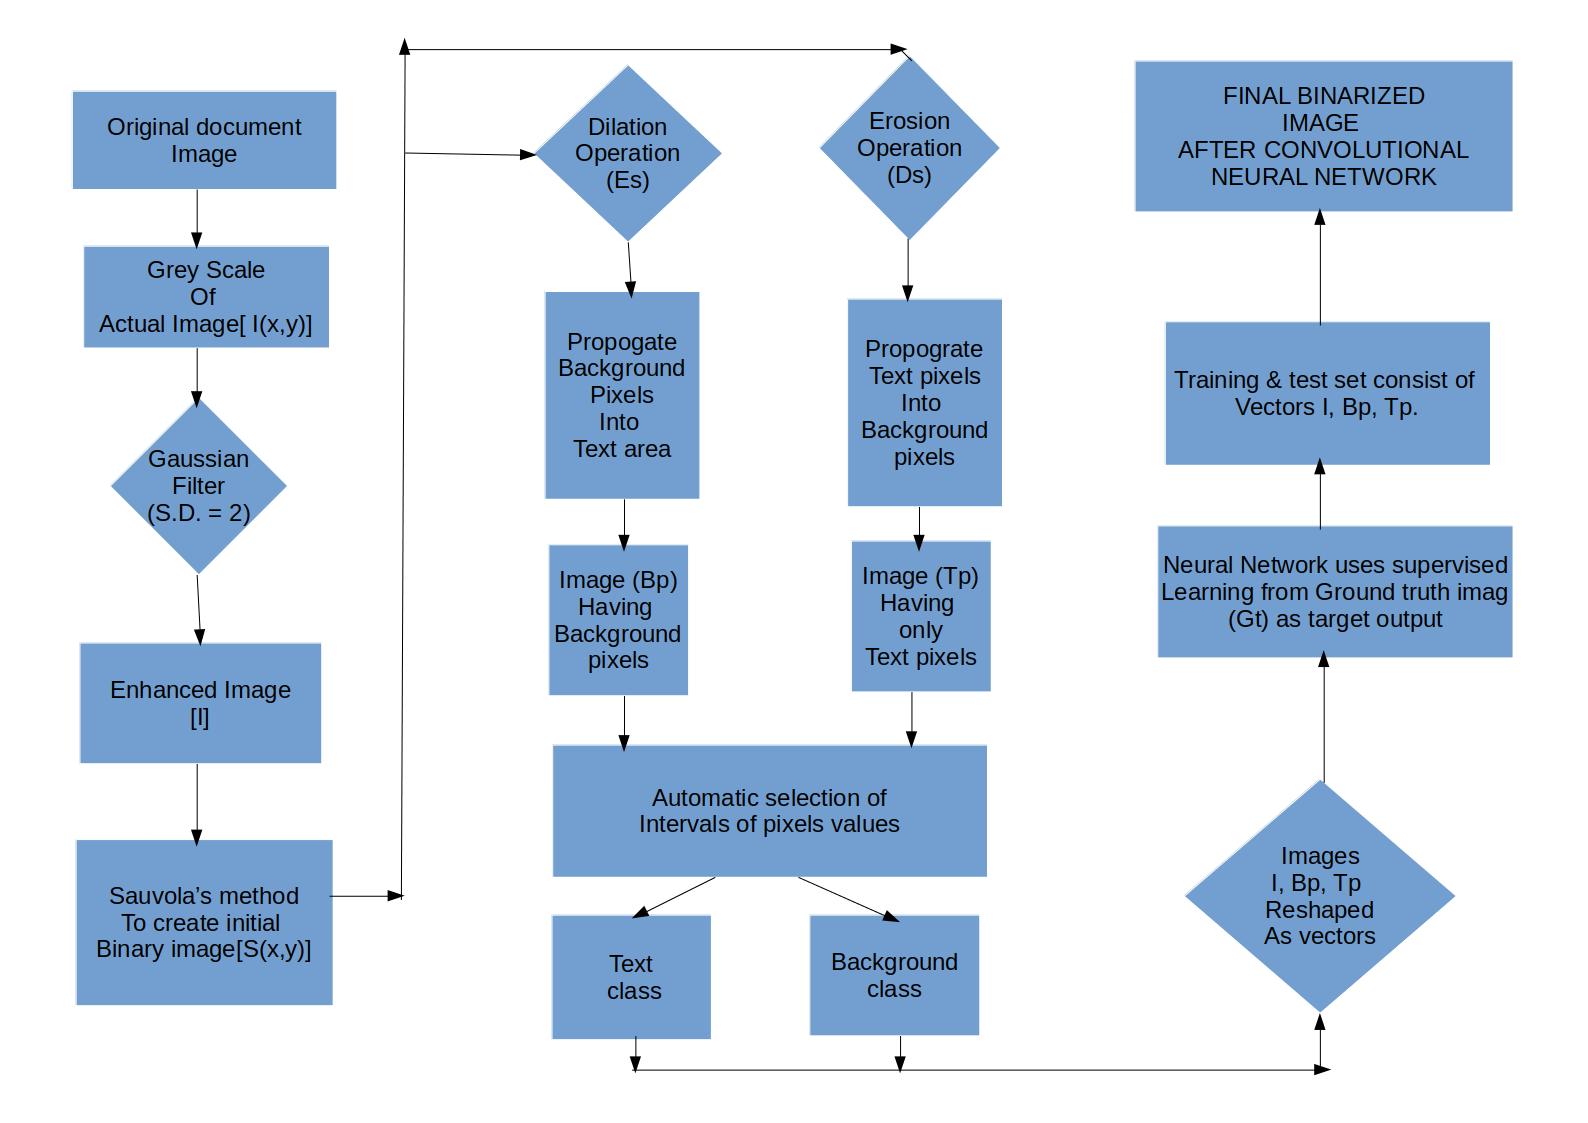 Original document
Image
Grey Scale
Of
Actual Image[ I(x,y)]
Gaussian
Filter
(S.D. = 2)
Enhanced Image
[I]
Sauvola’s method
To create initial
Binary image[S(x,y)]
Dilation
Operation
(Es)
Propogate
Background
Pixels
Into
Text area
Image (Bp)
Having
Background
pixels
Erosion
Operation
(Ds)
Propograte
Text pixels
Into
Background
pixels
Image (Tp)
Having
only
Text pixels
Automatic selection of
Intervals of pixels values
Text
class
Background
class
Images
I, Bp, Tp
Reshaped
As vectors
Neural Network uses supervised
Learning from Ground truth imag
(Gt) as target output
Training & test set consist of
Vectors I, Bp, Tp.
FINAL BINARIZED
IMAGE
AFTER CONVOLUTIONAL
NEURAL NETWORK